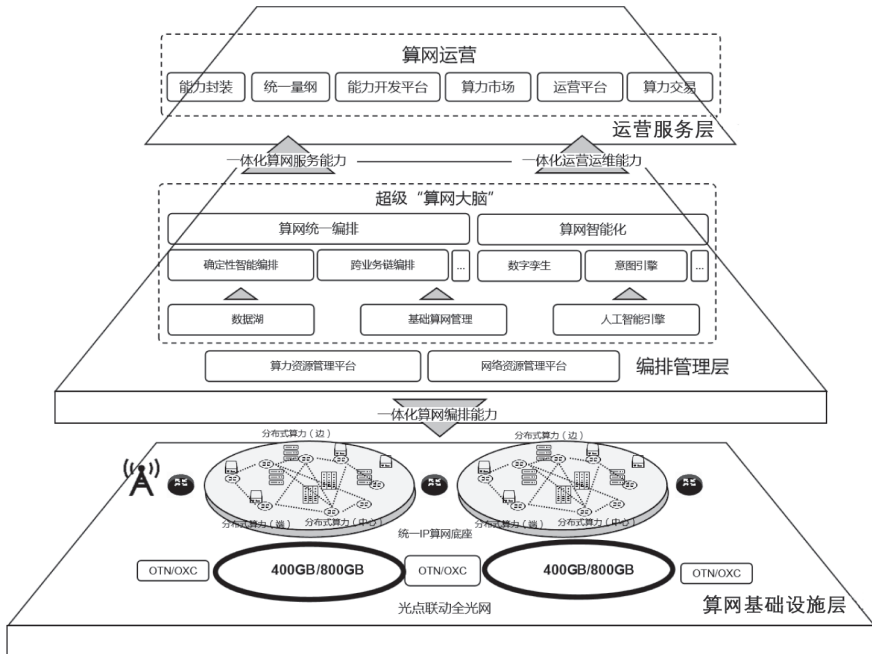 算网运营
能力封装 统一量纲 能力开发平台 算力市场 运营平台 算力交易
运营服务层
一体化算网服务能力 一体化运营运维能力
超级“算网大脑”
算网统一编排 算网智能化
确定性智能编排 跨业务链编排 ... 数字孪生 意图引擎 ...
数据湖 基础算网管理 人工智能引擎
算力资源管理平台 网络资源管理平台 编排管理层
一体化算网编排能力
分布式算力（边） 分布式算力（边）
分布式算力（端） 分布式算力（中心） 分布式算力（端） 分布式算力（中心）
统一IP算网底座
OTN/OXC 400GB/800GB OTN/OXC 400GB/800GB OTN/OXC
光点联动全光网 算网基础设施层